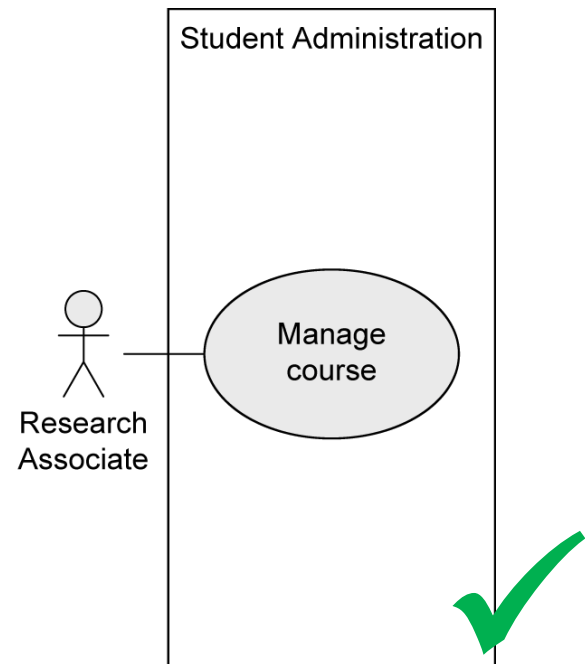 Student Administration
Manage
course
Research
Associate